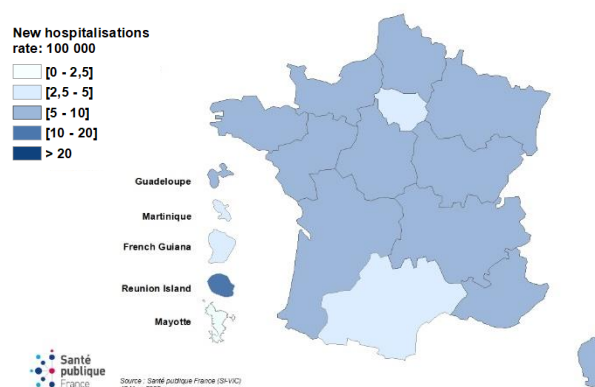 New hospitalisations
rate: 100 000
[0 - 2,5]
[2,5 - 5]
[5 - 10]
[10 - 20]
> 20
Guadeloupe
Martinique
French Guiana
Reunion Island
Mayotte
Santé
publique
France
Source : Santé publique France (SI-VIC)